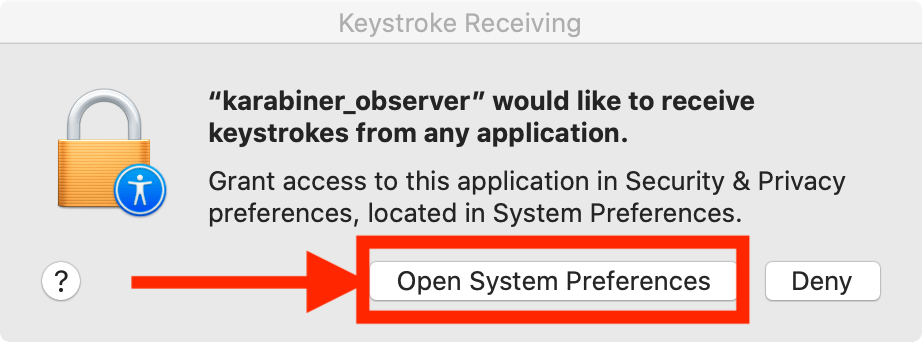 Keystroke Receiving
“karabiner_observer” would like to receive
keystrokes from any application.
Grant access to this application in Security & Privacy
preferences, located in System Preferences.
?
Open System Preferences
Deny